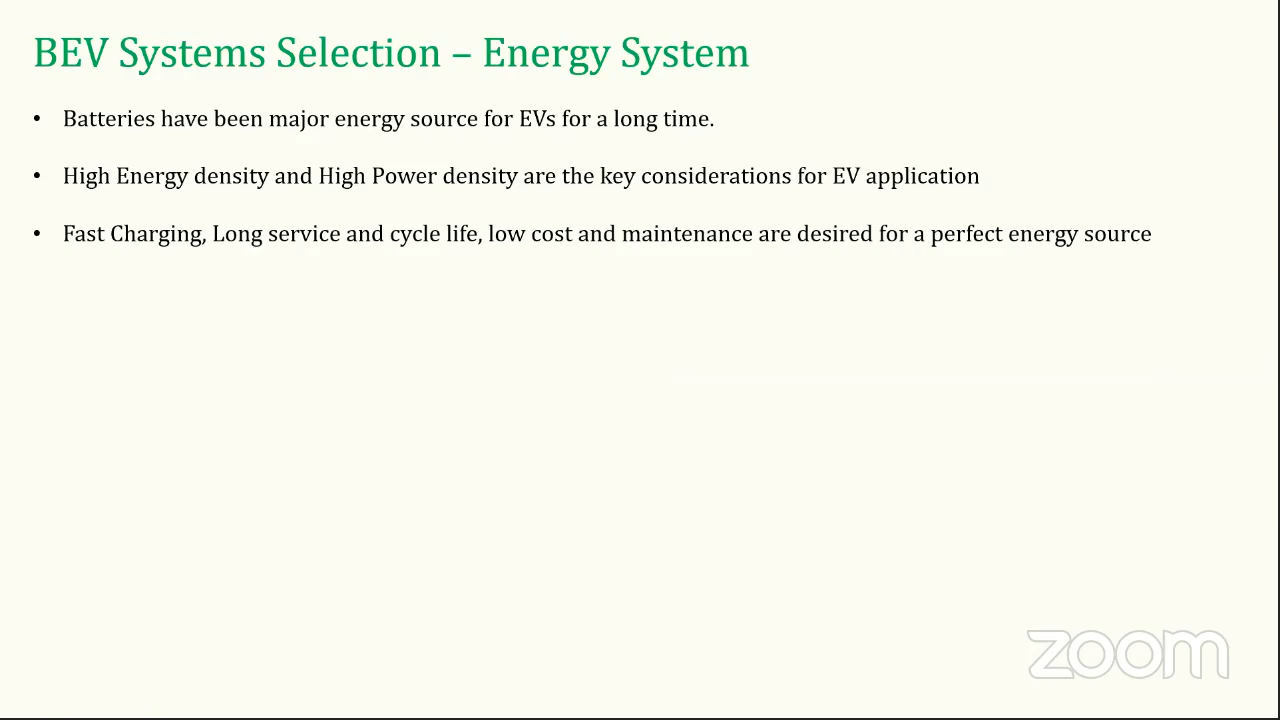 BEV Systems Selection – Energy System
• Batteries have been major energy source for EVs for a long time.
• High Energy density and High Power density are the key considerations for EV application
• Fast Charging, Long service and cycle life, low cost and maintenance are desired for a perfect energy source
zoom